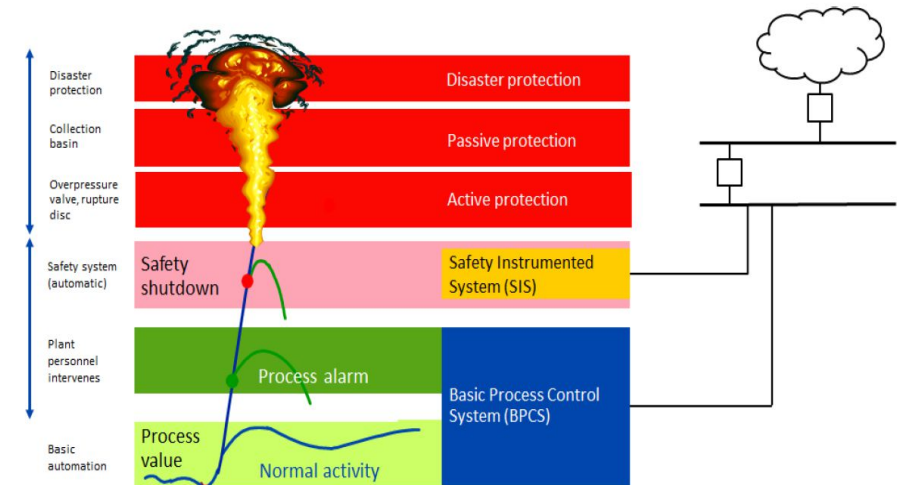 Disaster
protection
Disaster protection
Collection
basin
Passive protection
Overpressure
valve, rupture
disc
Active protection
Safety system
(automatic)
Safety
shutdown
Safety Instrumented
System (SIS)
Plant
personnel
intervenes
Process alarm
Basic Process Control
System (BPCS)
Basic
automation
Process
value
Normal activity